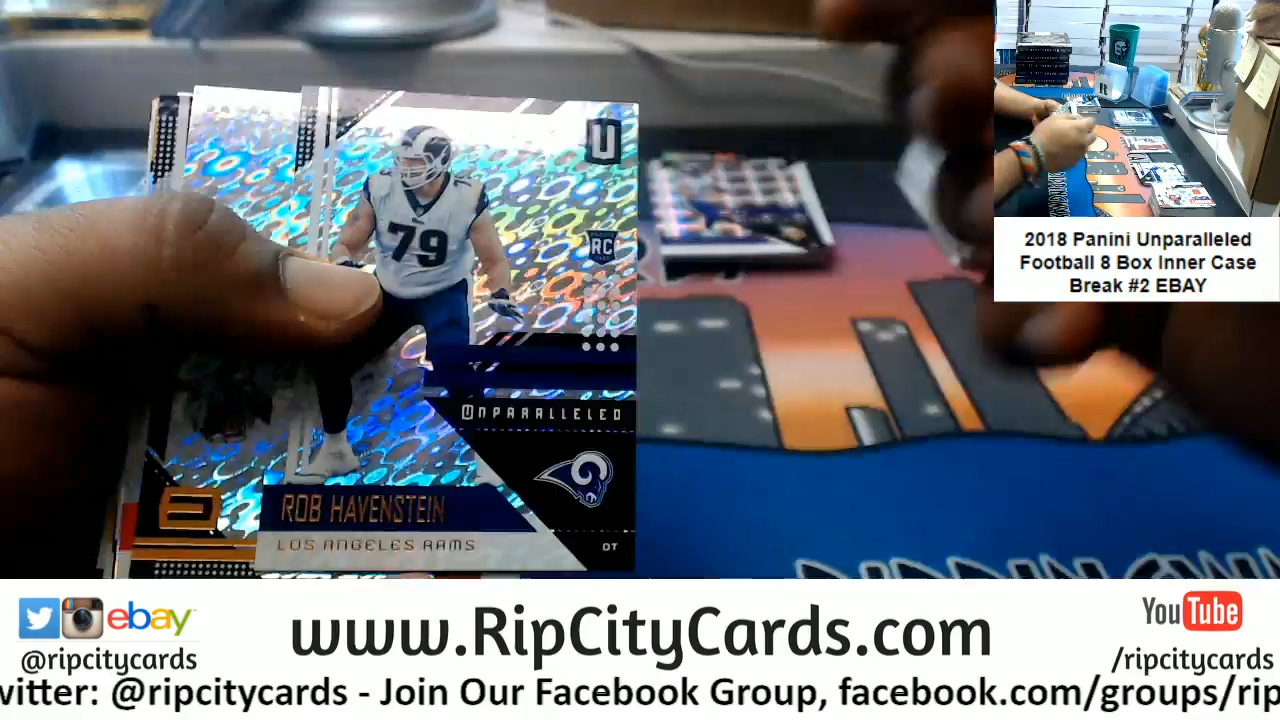 U
79
79
RC
UNPARALLELED
ROB HAVENSTEIN
LOS ANGELES RAMS
DT
2018 Panini Unparalleled
Football 8 Box Inner Case
Break #2 EBAY
ebay
@ripcitycards
www.RipCityCards.com
YouTube
/ripcitycards
witter: @ripcitycards - Join Our Facebook Group, facebook.com/groups/rip